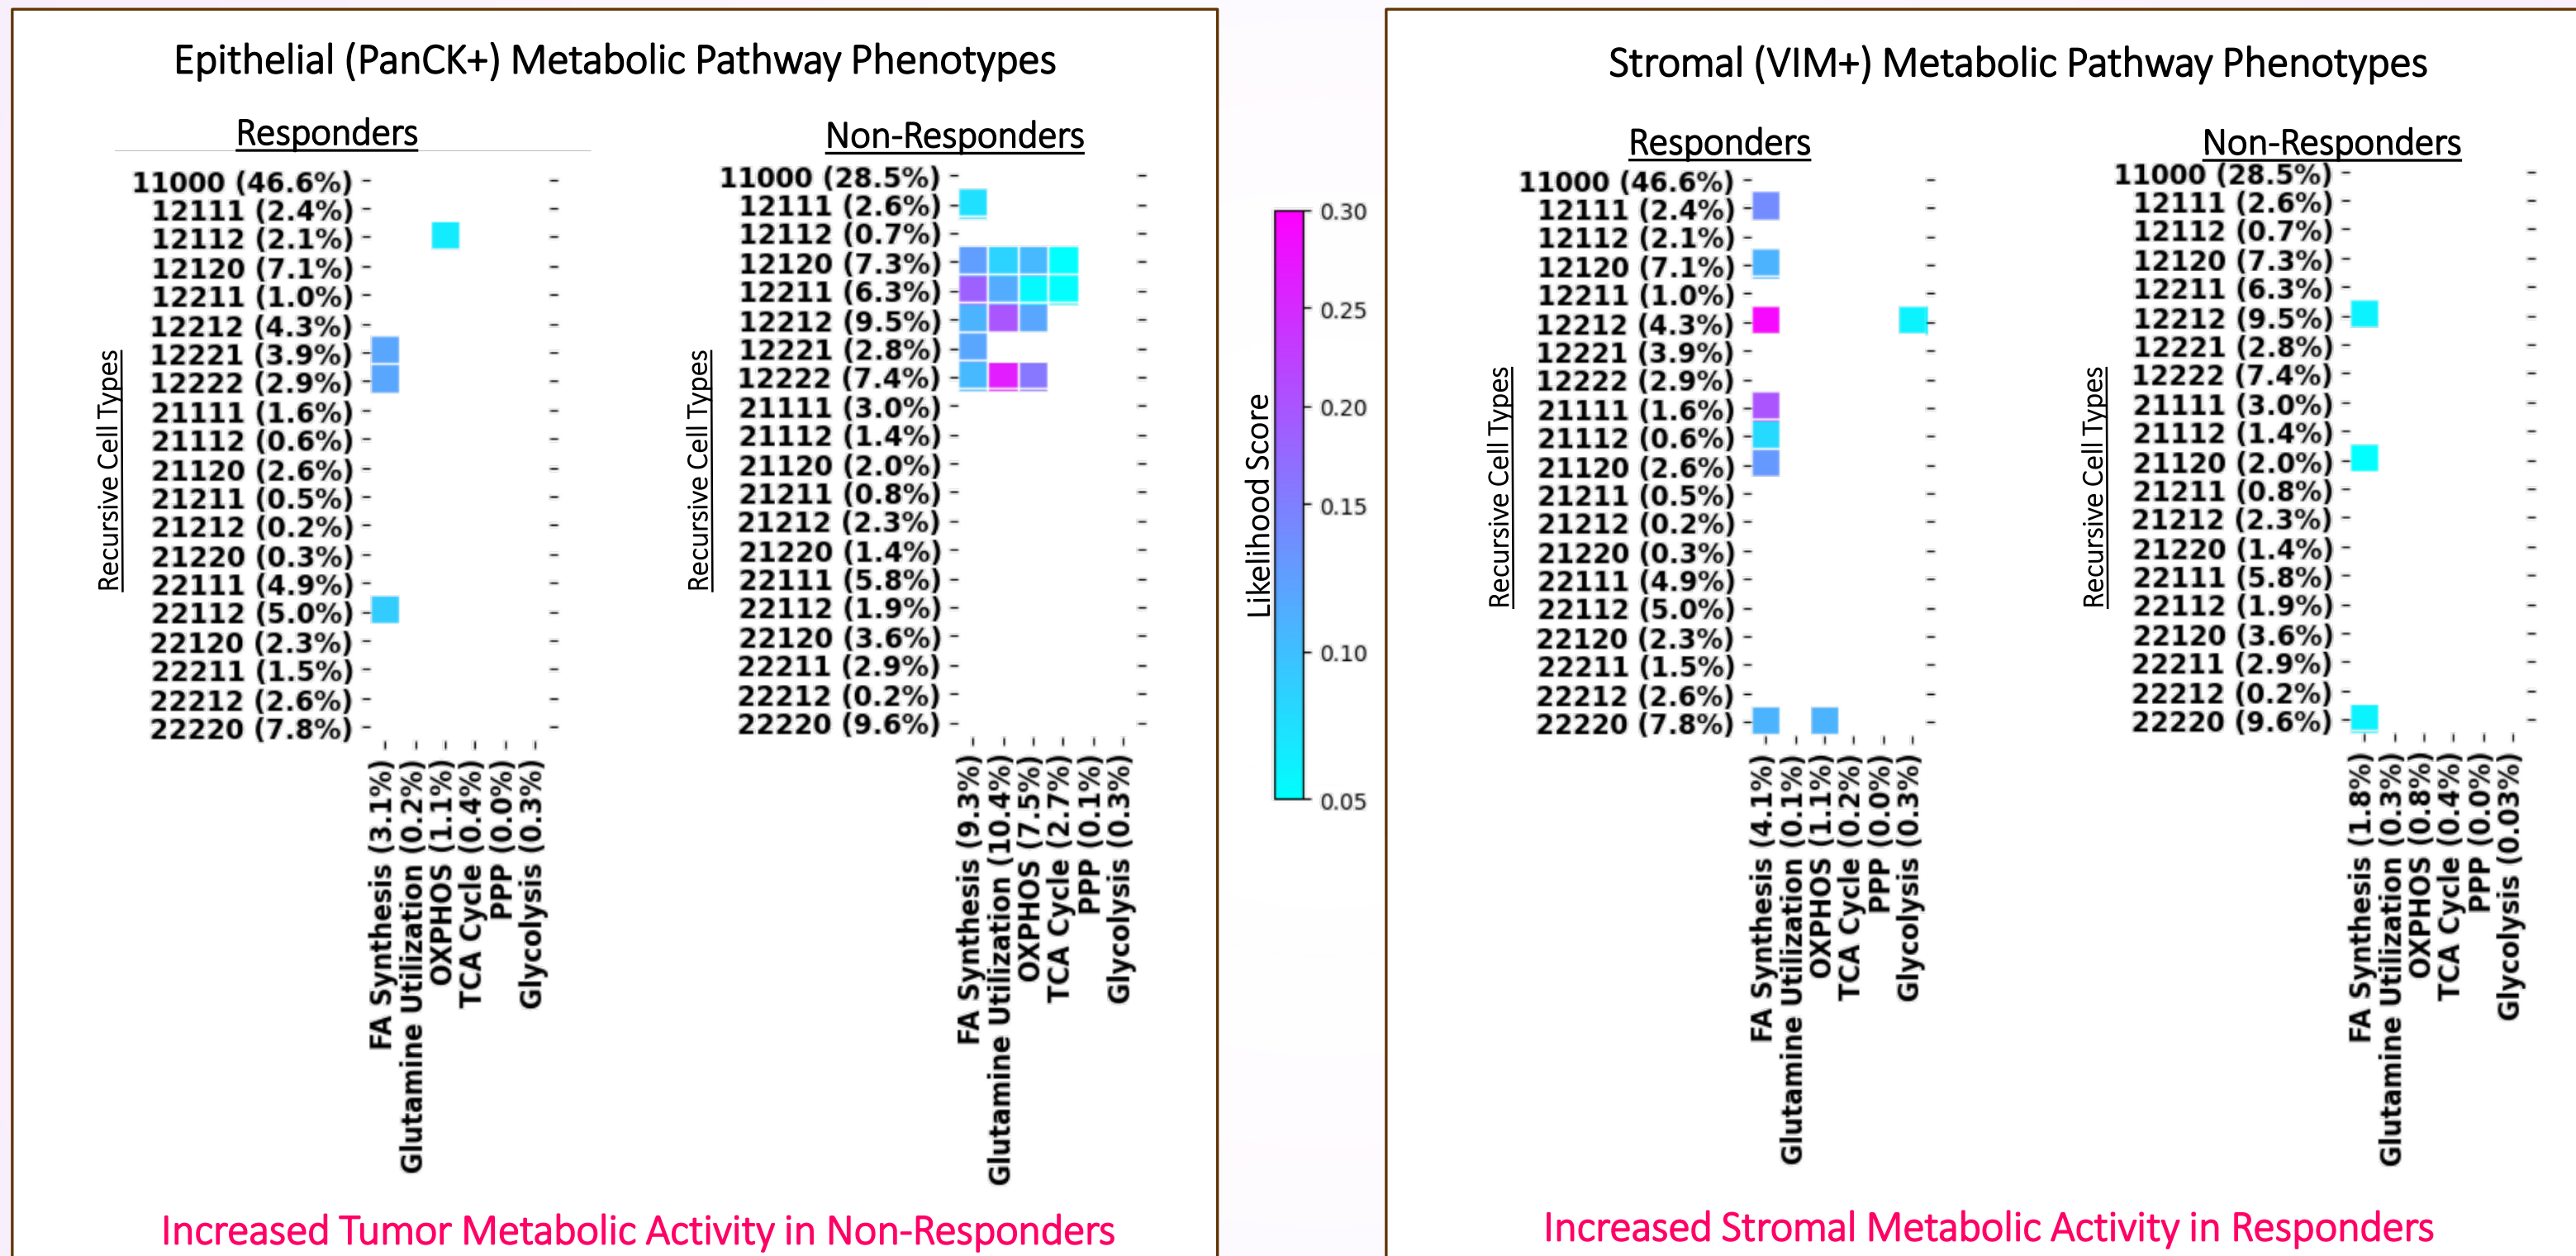 Epithelial (PanCK+) Metabolic Pathway Phenotypes
Responders
Recursive Cell Types
11000 (46.6%)
12111 (2.4%)
12112 (2.1%)
12120 (7.1%)
12211 (1.0%)
12212 (4.3%)
12221 (3.9%)
12222 (2.9%)
21111 (1.6%)
21112 (0.6%)
21120 (2.6%)
21211 (0.5%)
21212 (0.2%)
21220 (0.3%)
22111 (4.9%)
22112 (5.0%)
22120 (2.3%)
22211 (1.5%)
22212 (2.6%)
22220 (7.8%)
FA Synthesis (3.1%)
Glutamine Utilization (0.2%)
OXPHOS (1.1%)
TCA Cycle (0.4%)
PPP (0.0%)
Glycolysis (0.3%)
Non-Responders
Recursive Cell Types
11000 (28.5%)
12111 (2.6%)
12112 (0.7%)
12120 (7.3%)
12211 (6.3%)
12212 (9.5%)
12221 (2.8%)
12222 (7.4%)
21111 (3.0%)
21112 (1.4%)
21120 (2.0%)
21211 (0.8%)
21212 (2.3%)
21220 (1.4%)
22111 (5.8%)
22112 (1.9%)
22120 (3.6%)
22211 (2.9%)
22212 (0.2%)
22220 (9.6%)
FA Synthesis (9.3%)
Glutamine Utilization (10.4%)
OXPHOS (7.5%)
TCA Cycle (2.7%)
PPP (0.1%)
Glycolysis (0.3%)
Increased Tumor Metabolic Activity in Non-Responders
Likelihood Score
0.30
0.25
0.20
0.15
0.10
0.05
Stromal (VIM+) Metabolic Pathway Phenotypes
Responders
Recursive Cell Types
11000 (46.6%)
12111 (2.4%)
12112 (2.1%)
12120 (7.1%)
12211 (1.0%)
12212 (4.3%)
12221 (3.9%)
12222 (2.9%)
21111 (1.6%)
21112 (0.6%)
21120 (2.6%)
21211 (0.5%)
21212 (0.2%)
21220 (0.3%)
22111 (4.9%)
22112 (5.0%)
22120 (2.3%)
22211 (1.5%)
22212 (2.6%)
22220 (7.8%)
FA Synthesis (4.1%)
Glutamine Utilization (0.1%)
OXPHOS (1.1%)
TCA Cycle (0.2%)
PPP (0.0%)
Glycolysis (0.3%)
Non-Responders
Recursive Cell Types
11000 (28.5%)
12111 (2.6%)
12112 (0.7%)
12120 (7.3%)
12211 (6.3%)
12212 (9.5%)
12221 (2.8%)
12222 (7.4%)
21111 (3.0%)
21112 (1.4%)
21120 (2.0%)
21211 (0.8%)
21212 (2.3%)
21220 (1.4%)
22111 (5.8%)
22112 (1.9%)
22120 (3.6%)
22211 (2.9%)
22212 (0.2%)
22220 (9.6%)
FA Synthesis (1.8%)
Glutamine Utilization (0.3%)
OXPHOS (0.8%)
TCA Cycle (0.4%)
PPP (0.0%)
Glycolysis (0.03%)
Increased Stromal Metabolic Activity in Responders